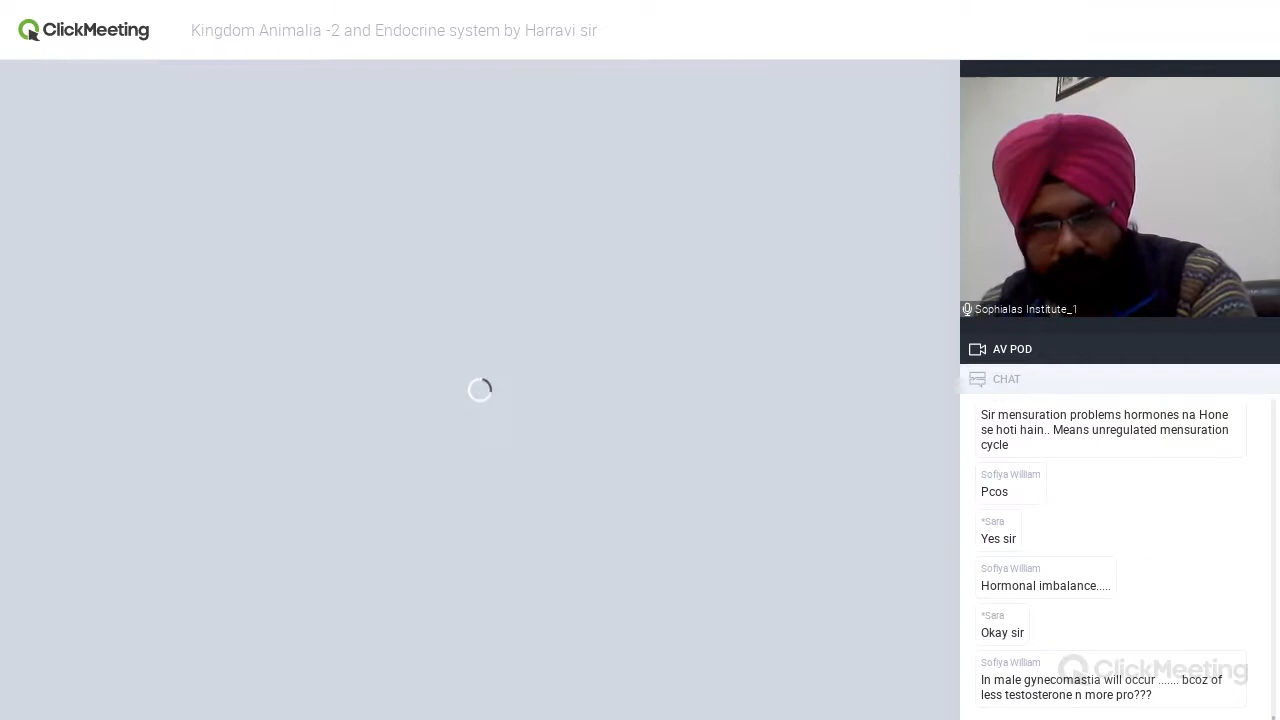 ClickMeeting
Kingdom Animalia -2 and Endocrine system by Harravi sir
Sophialas Institute_1
AV POD
CHAT
Sir mensuration problems hormones na Hone
se hoti hain.. Means unregulated mensuration
cycle
Sofiya William
Pcos
*Sara
Yes sir
Sofiya William
Hormonal imbalance.....
*Sara
Okay sir
Sofiya William
In male gynecomastia will occur ....... bcoz of
less testosterone n more pro???
ClickMeeting